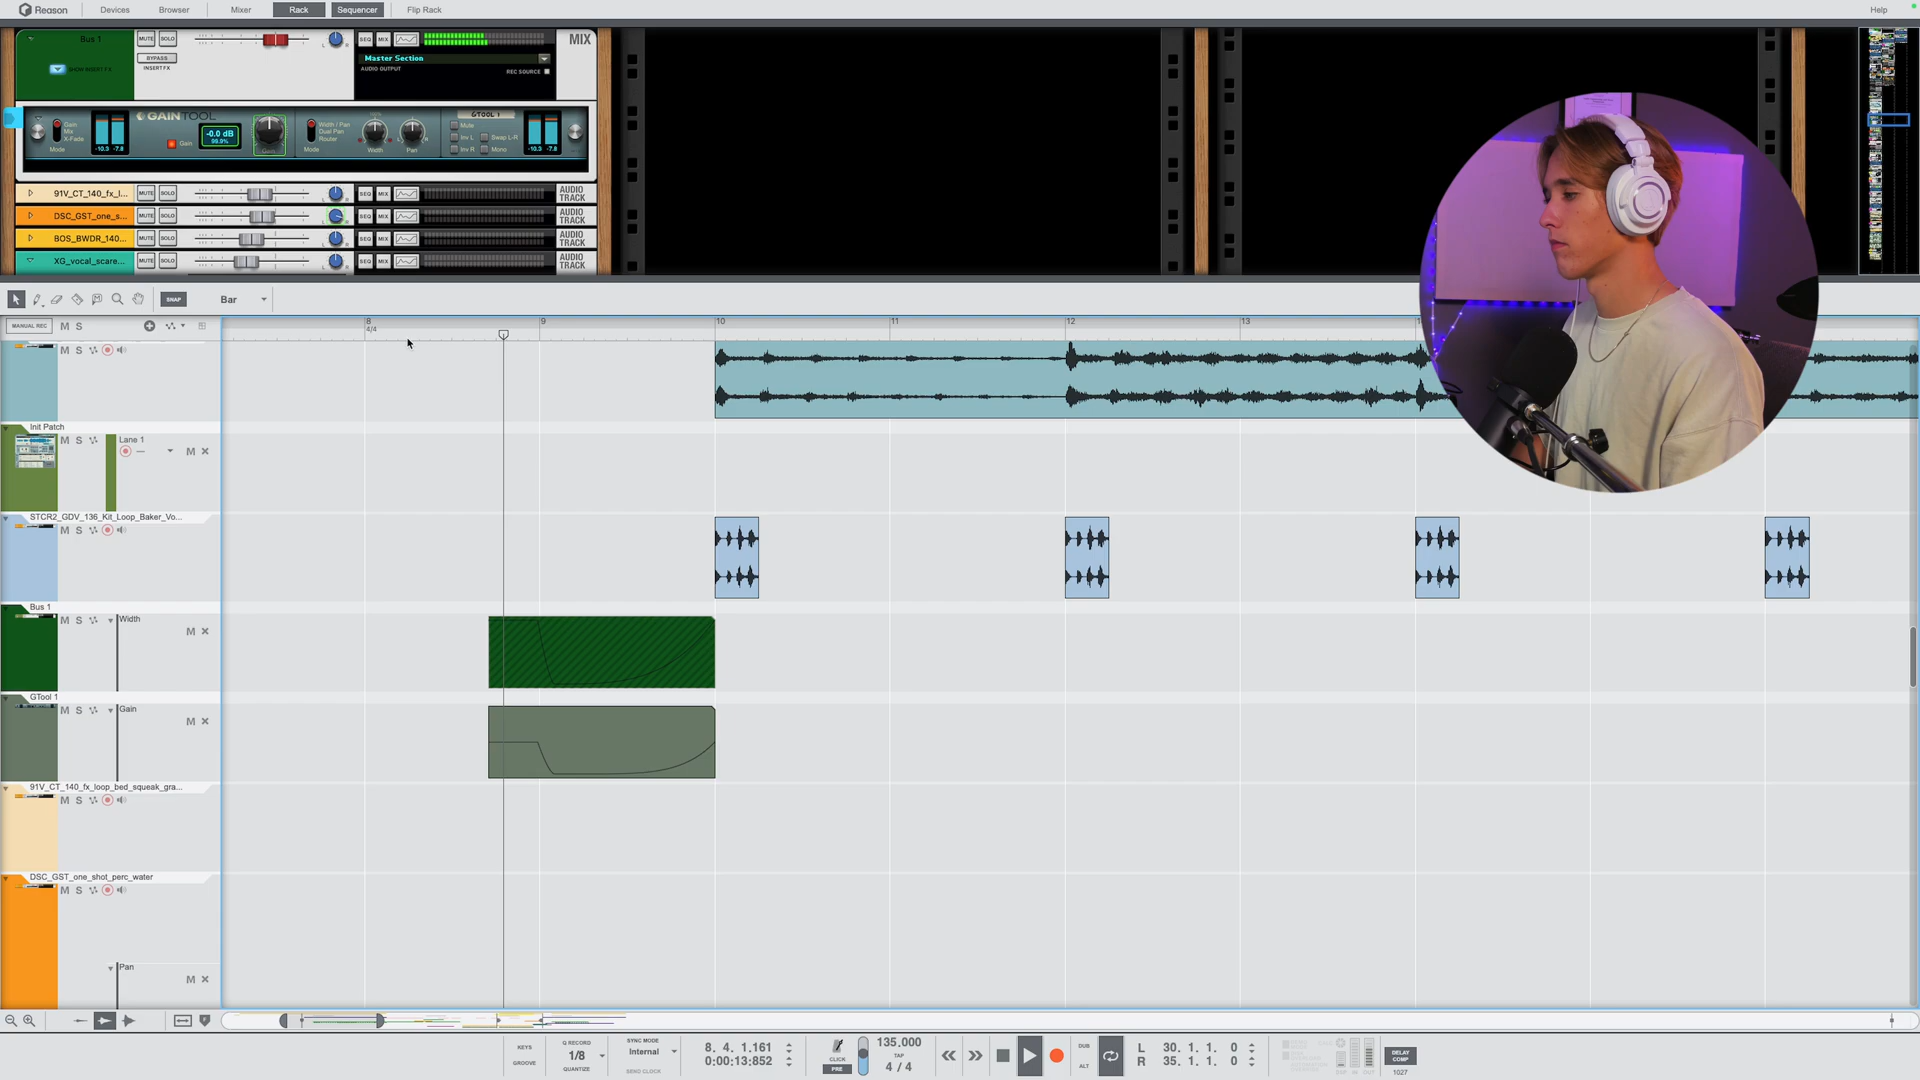 Reason
Devices
Browser
Mixer
Rack
Sequencer
Flip Rack
Help
Bus 1
MUTE
SOLO
L
R
SEQ
MIX
MIX
SHOW INSERT FX
BYPASS
INSERT FX
Master Section
AUDIO OUTPUT
REC SOURCE
Gain
Mix
X-Fade
Mode
-10.3 -7.8
GAINTOOL
Gain
-0.0 dB
99.9%
Gain
Width / Pan
Dual Pan
Router
Mode
Width
Pan
GTOOL 1
Mute
Inv L
Swap L-R
Inv R
Mono
-10.3 -7.8
91V_CT_140_fx_l...
MUTE
SOLO
SEQ
MIX
AUDIO TRACK
DSC_GST_one_s...
MUTE
SOLO
SEQ
MIX
AUDIO TRACK
BOS_BWDR_140...
MUTE
SOLO
SEQ
MIX
AUDIO TRACK
XG_vocal_scare...
MUTE
SOLO
SEQ
MIX
AUDIO TRACK
SNAP
Bar
MANUAL REC
M S
8
4/4
9
10
11
12
13
M S
Init Patch
M S
Lane 1
M
STCR2_GDV_136_Kit_Loop_Baker_Vo...
M S
Bus 1
M S
Width
M
GTool 1
M S
Gain
M
91V_CT_140_fx_loop_bed_squeak_gra...
M S
DSC_GST_one_shot_perc_water
M S
Pan
M
KEYS
GROOVE
Q RECORD
1/8
QUANTIZE
SYNC MODE
Internal
SEND CLOCK
8. 4. 1.161
0:00:13:852
CLICK
PRE
135.000
TAP
4 / 4
DUB
ALT
L 30. 1. 1. 0
R 35. 1. 1. 0
DELAY COMP
1027